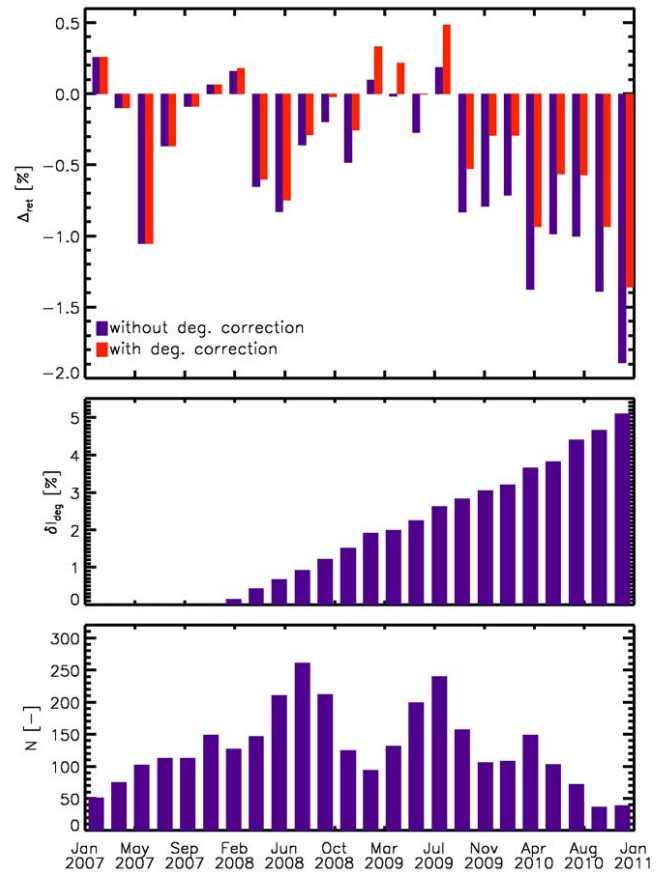 0.5
0.0
−0.5
−1.0
−1.5
−2.0
Δret [%]
without deg. correction
with deg. correction
5
4
3
2
1
0
δIdeg [%]
300
250
200
150
100
50
0
N [−]
Jan May Sep Feb Jun Oct Mar Jul Nov Apr Aug Jan
2007 2007 2007 2008 2008 2008 2009 2009 2009 2010 2010 2011